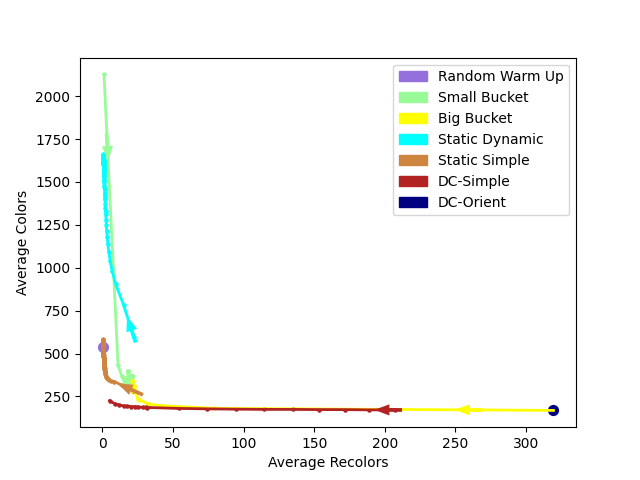 Random Warm Up
Small Bucket
Big Bucket
Static Dynamic
Static Simple
DC-Simple
DC-Orient
2000
1750
1500
1250
1000
750
500
250
Average Colors
0 50 100 150 200 250 300
Average Recolors